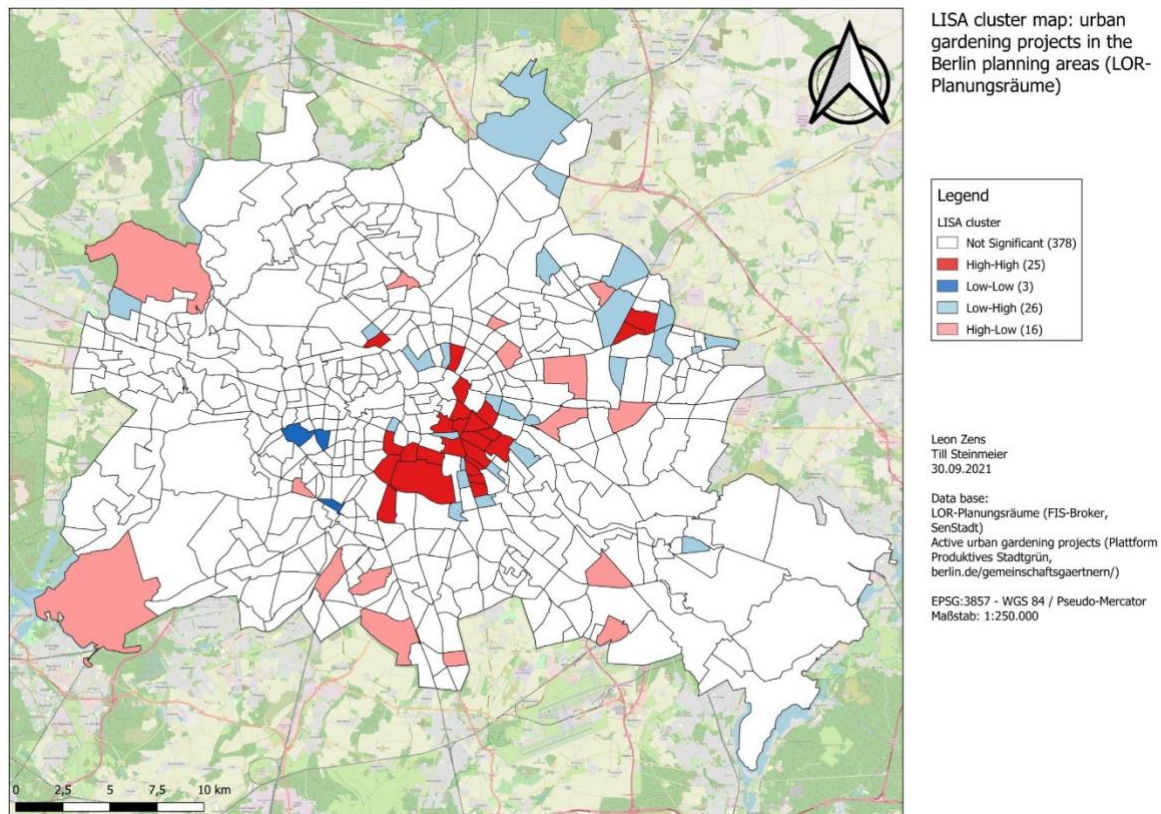 LISA cluster map: urban
gardening projects in the
Berlin planning areas (LOR-
Planungsräume)
Legend
LISA cluster
Not Significant (378)
High-High (25)
Low-Low (3)
Low-High (26)
High-Low (16)
Leon Zens
Till Steinmeier
30.09.2021
Data base:
LOR-Planungsräume (FIS-Broker,
SenStadt)
Active urban gardening projects (Plattform
Produktives Stadtgrün,
berlin.de/gemeinschaftsgaertnern/)
EPSG:3857 - WGS 84 / Pseudo-Mercator
Maßstab: 1:250.000
0 2,5 5 7,5 10 km